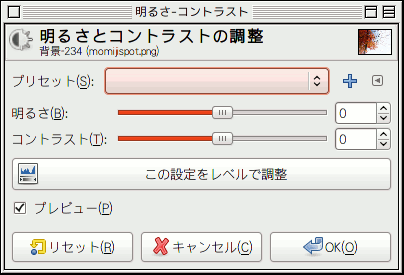 明るさ-コントラスト
明るさとコントラストの調整
背景-234 (momijispot.png)
プリセット(S):
明るさ(B): 0
コントラスト(T): 0
この設定をレベルで調整
プレビュー(P)
リセット(R) キャンセル(C) OK(O)